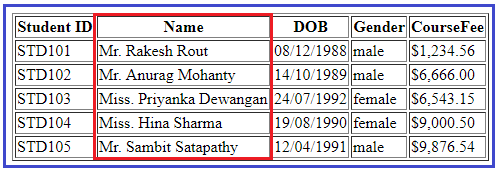 Student ID Name DOB Gender CourseFee
STD101 Mr. Rakesh Rout 08/12/1988 male $1,234.56
STD102 Mr. Anurag Mohanty 14/10/1989 male $6,666.00
STD103 Miss. Priyanka Dewangan 24/07/1992 female $6,543.15
STD104 Miss. Hina Sharma 19/08/1990 female $9,000.50
STD105 Mr. Sambit Satapathy 12/04/1991 male $9,876.54